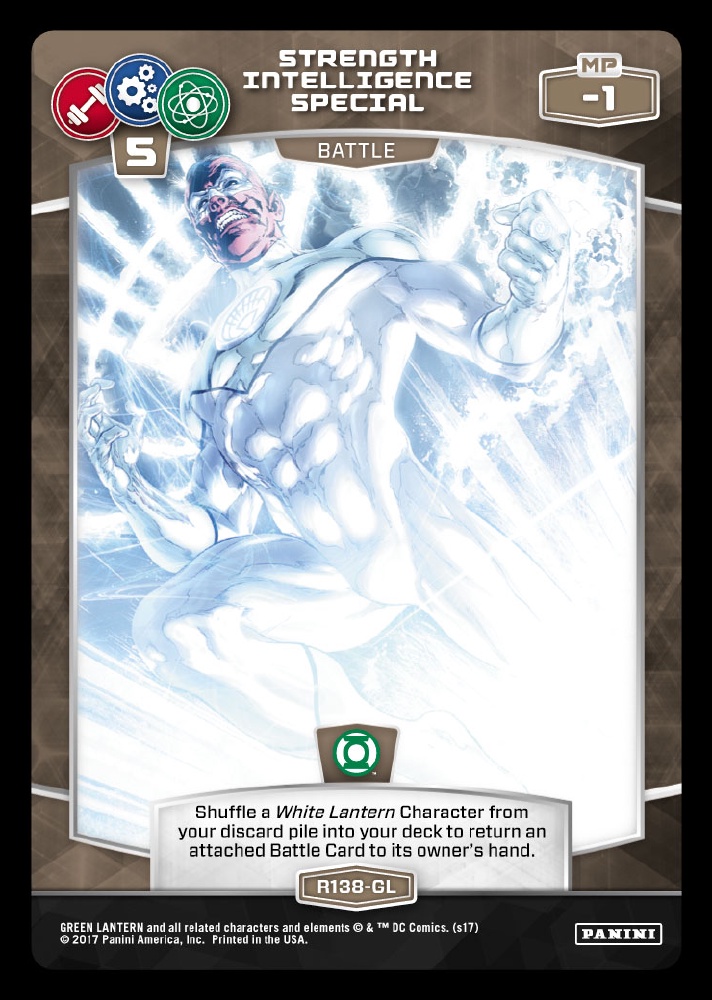 STRENGTH
INTELLIGENCE
SPECIAL
MP
-1
5
BATTLE
Shuffle a White Lantern Character from
your discard pile into your deck to return an
attached Battle Card to its owner's hand.
R138-GL
GREEN LANTERN and all related characters and elements © & ™ DC Comics. (s17)
© 2017 Panini America, Inc. Printed in the USA.
PANINI